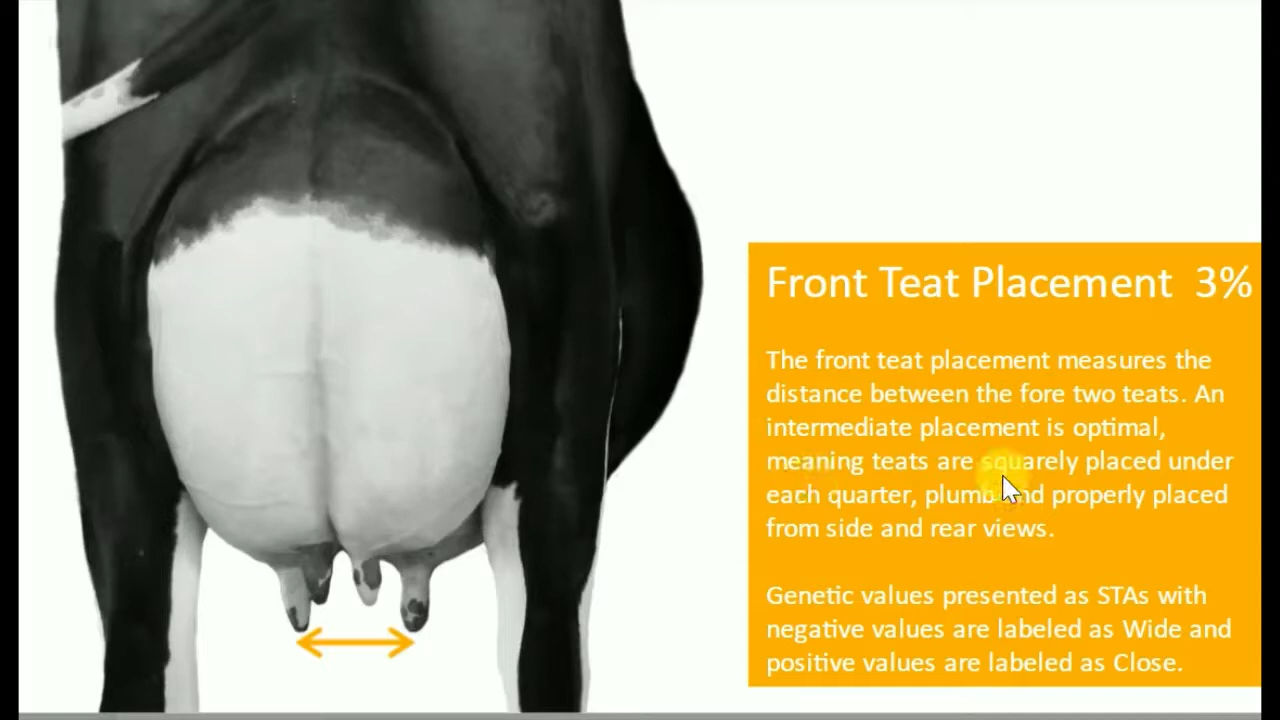 Front Teat Placement 3%
The front teat placement measures the
distance between the fore two teats. An
intermediate placement is optimal,
meaning teats are squarely placed under
each quarter, plumb and properly placed
from side and rear views.
Genetic values presented as STAs with
negative values are labeled as Wide and
positive values are labeled as Close.